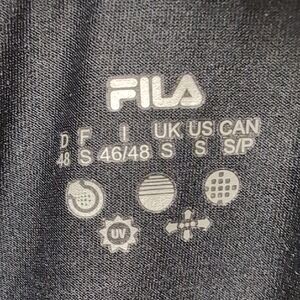 FILA
D F I UK US CAN
48 S 46/48 S S S/P
UV